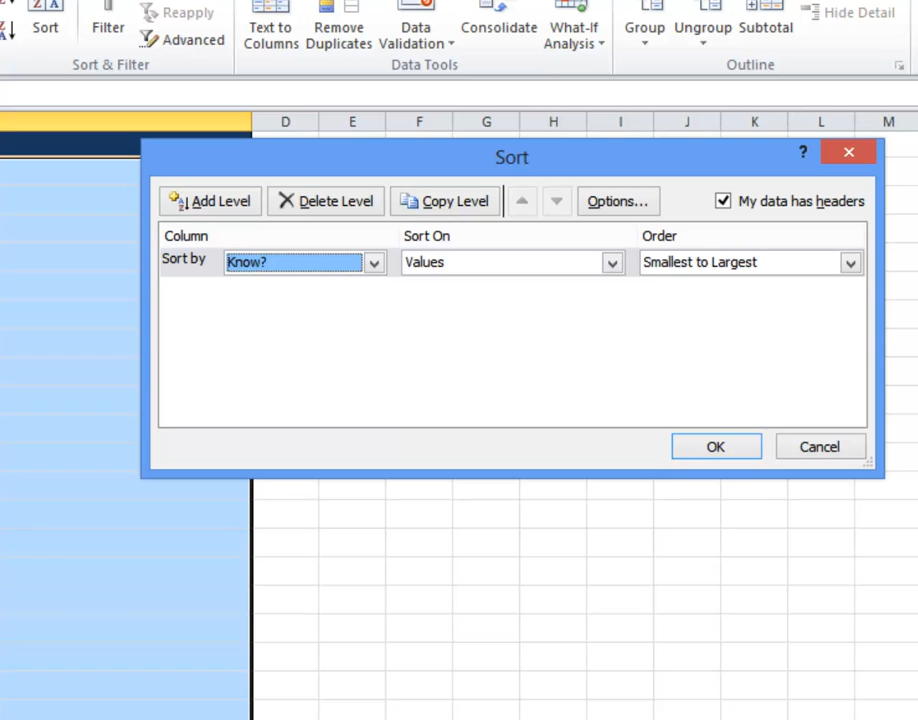 Reapply
Sort
Filter
Advanced
Text to
Columns
Remove
Duplicates
Data
Validation
Consolidate
What-If
Analysis
Group
Ungroup
Subtotal
Hide Detail
Sort & Filter
Data Tools
Outline
D E F G H I J K L M
Sort
?
Add Level
Delete Level
Copy Level
Options...
My data has headers
Column
Sort On
Order
Sort by
Know?
Values
Smallest to Largest
OK
Cancel